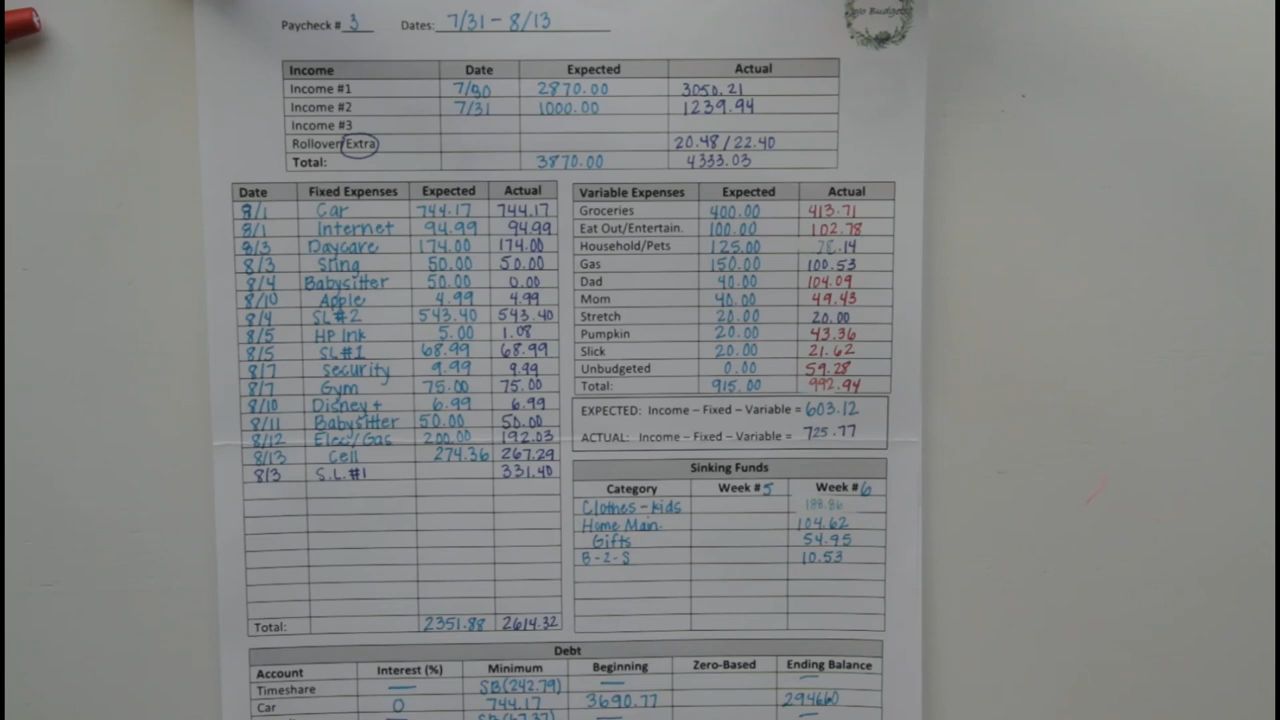 Paycheck # 3 Dates: 7/31 - 8/13
Income Date Expected Actual
Income #1 7/30 2870.00 3050.21
Income #2 7/31 1000.00 1239.94
Income #3
Rollover/Extra 20.48 / 22.40
Total: 3870.00 4333.03
Date Fixed Expenses Expected Actual
8/1 Car 744.17 744.17
8/1 Internet 94.99 94.99
8/3 Daycare 174.00 174.00
8/3 Sling 50.00 50.00
8/4 Babysitter 50.00 0.00
8/10 Apple 4.99 4.99
8/4 SL#2 543.40 543.40
8/5 HP Ink 5.00 1.08
8/5 SL#1 68.99 68.99
8/7 Security 9.99 9.99
8/7 Gym 75.00 75.00
8/10 Disney+ 6.99 6.99
8/11 Babysitter 50.00 50.00
8/12 Elec/Gas 200.00 192.03
8/13 Cell 274.36 267.29
8/3 S.L.#1 331.40
Total: 2351.88 2614.32
Variable Expenses Expected Actual
Groceries 400.00 413.71
Eat Out/Entertain. 100.00 102.78
Household/Pets 125.00 78.14
Gas 150.00 100.53
Dad 40.00 104.09
Mom 40.00 49.43
Stretch 20.00 20.00
Pumpkin 20.00 43.36
Slick 20.00 21.62
Unbudgeted 0.00 59.28
Total: 915.00 992.94
EXPECTED: Income – Fixed – Variable = 603.12
ACTUAL: Income – Fixed – Variable = 725.77
Sinking Funds
Category Week # 5 Week # 6
Clothes - kids 188.86
Home Main. 104.62
Gifts 54.95
B-2-S 10.53
Debt
Account Interest (%) Minimum Beginning Zero-Based Ending Balance
Timeshare — SB(242.79) — —
Car 0 744.17 3690.77 2946.60